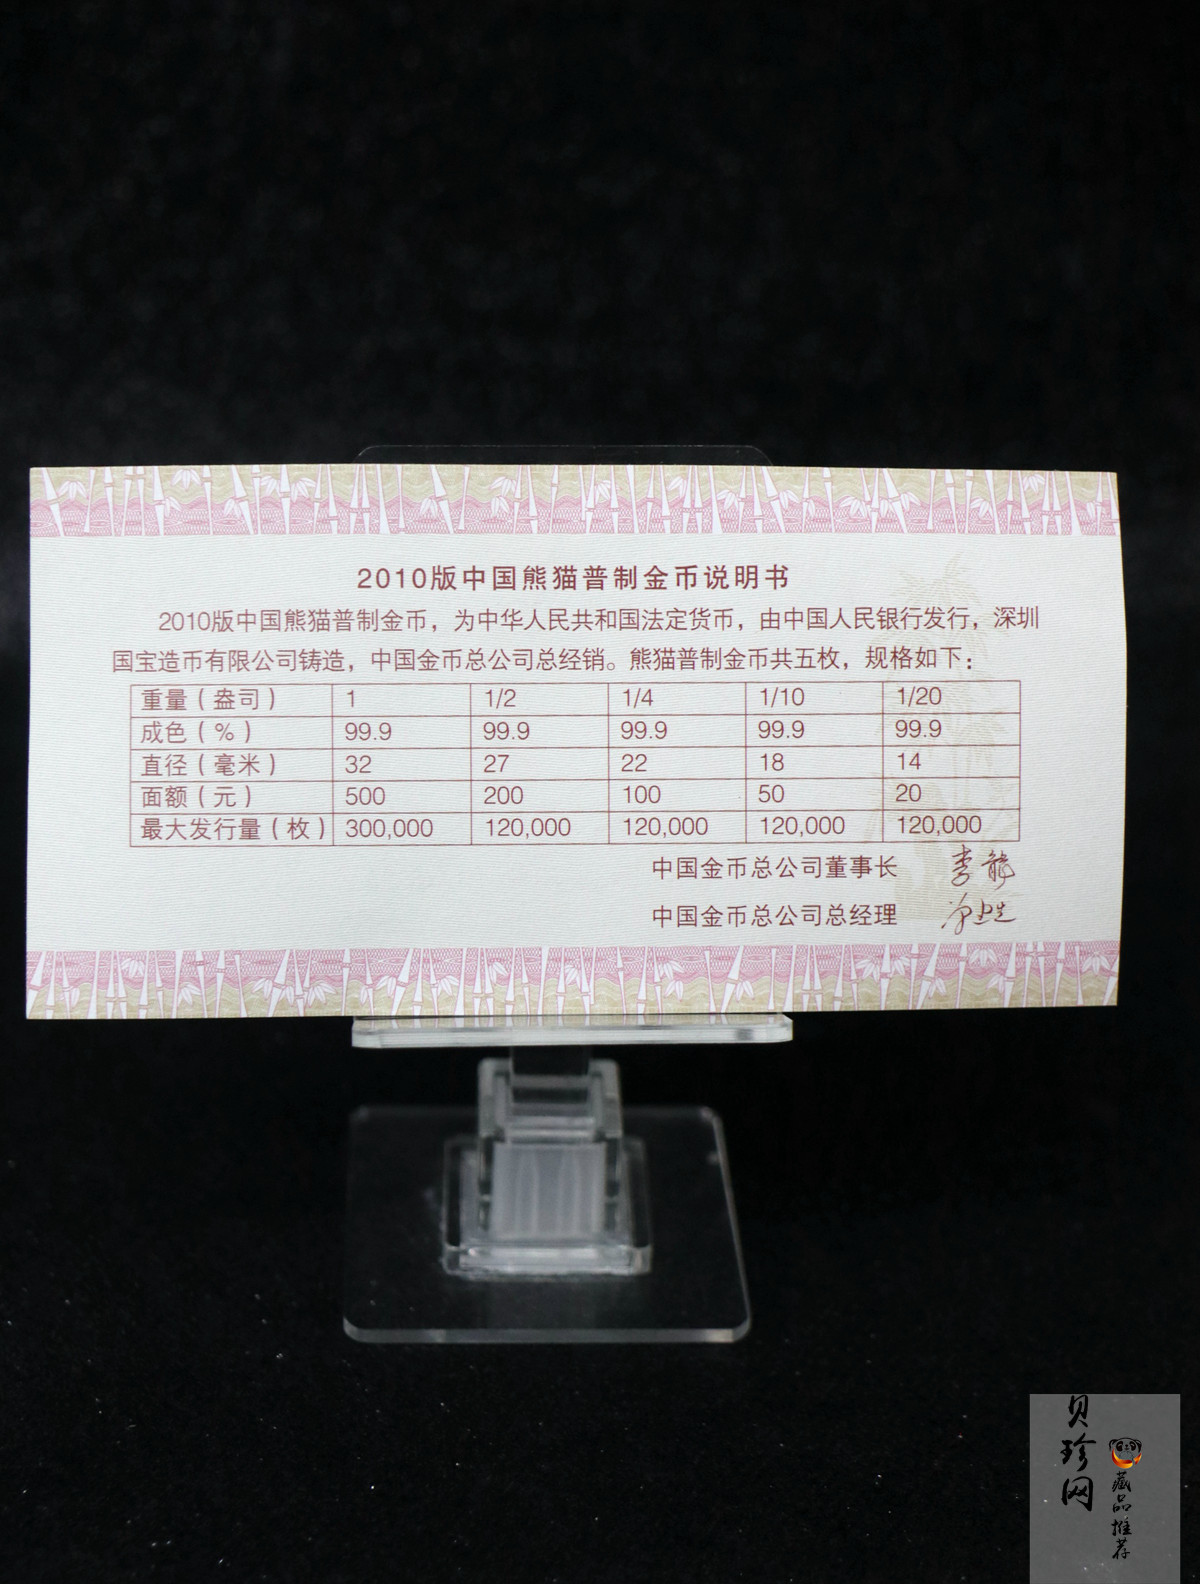 2010版中国熊猫普制金币说明书
2010版中国熊猫普制金币，为中华人民共和国法定货币，由中国人民银行发行，深圳
国宝造币有限公司铸造，中国金币总公司总经销。熊猫普制金币共五枚，规格如下：
重量（盎司） 1 1/2 1/4 1/10 1/20
成色（%） 99.9 99.9 99.9 99.9 99.9
直径（毫米） 32 27 22 18 14
面额（元） 500 200 100 50 20
最大发行量（枚） 300,000 120,000 120,000 120,000 120,000
中国金币总公司董事长
中国金币总公司总经理
贝珍网
藏品推荐